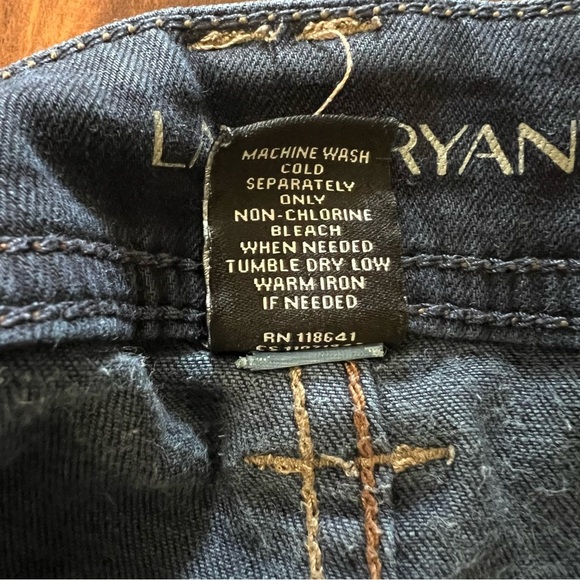 RYAN
MACHINE WASH
COLD
SEPARATELY
ONLY
NON-CHLORINE
BLEACH
WHEN NEEDED
TUMBLE DRY LOW
WARM IRON
IF NEEDED
RN 118641